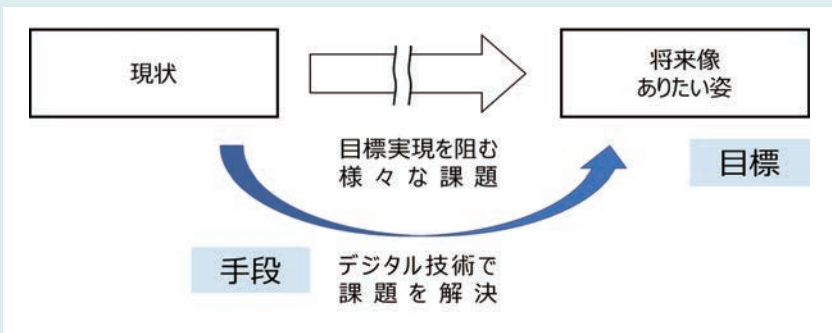 現状
将来像
ありたい姿
目標実現を阻む
様々な課題
目標
手段
デジタル技術で
課題を解決